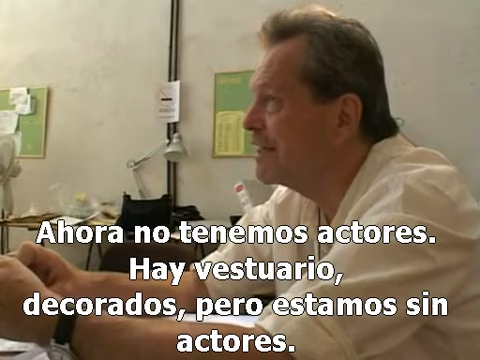 Ahora no tenemos actores.
Hay vestuario,
decorados, pero estamos sin
actores.